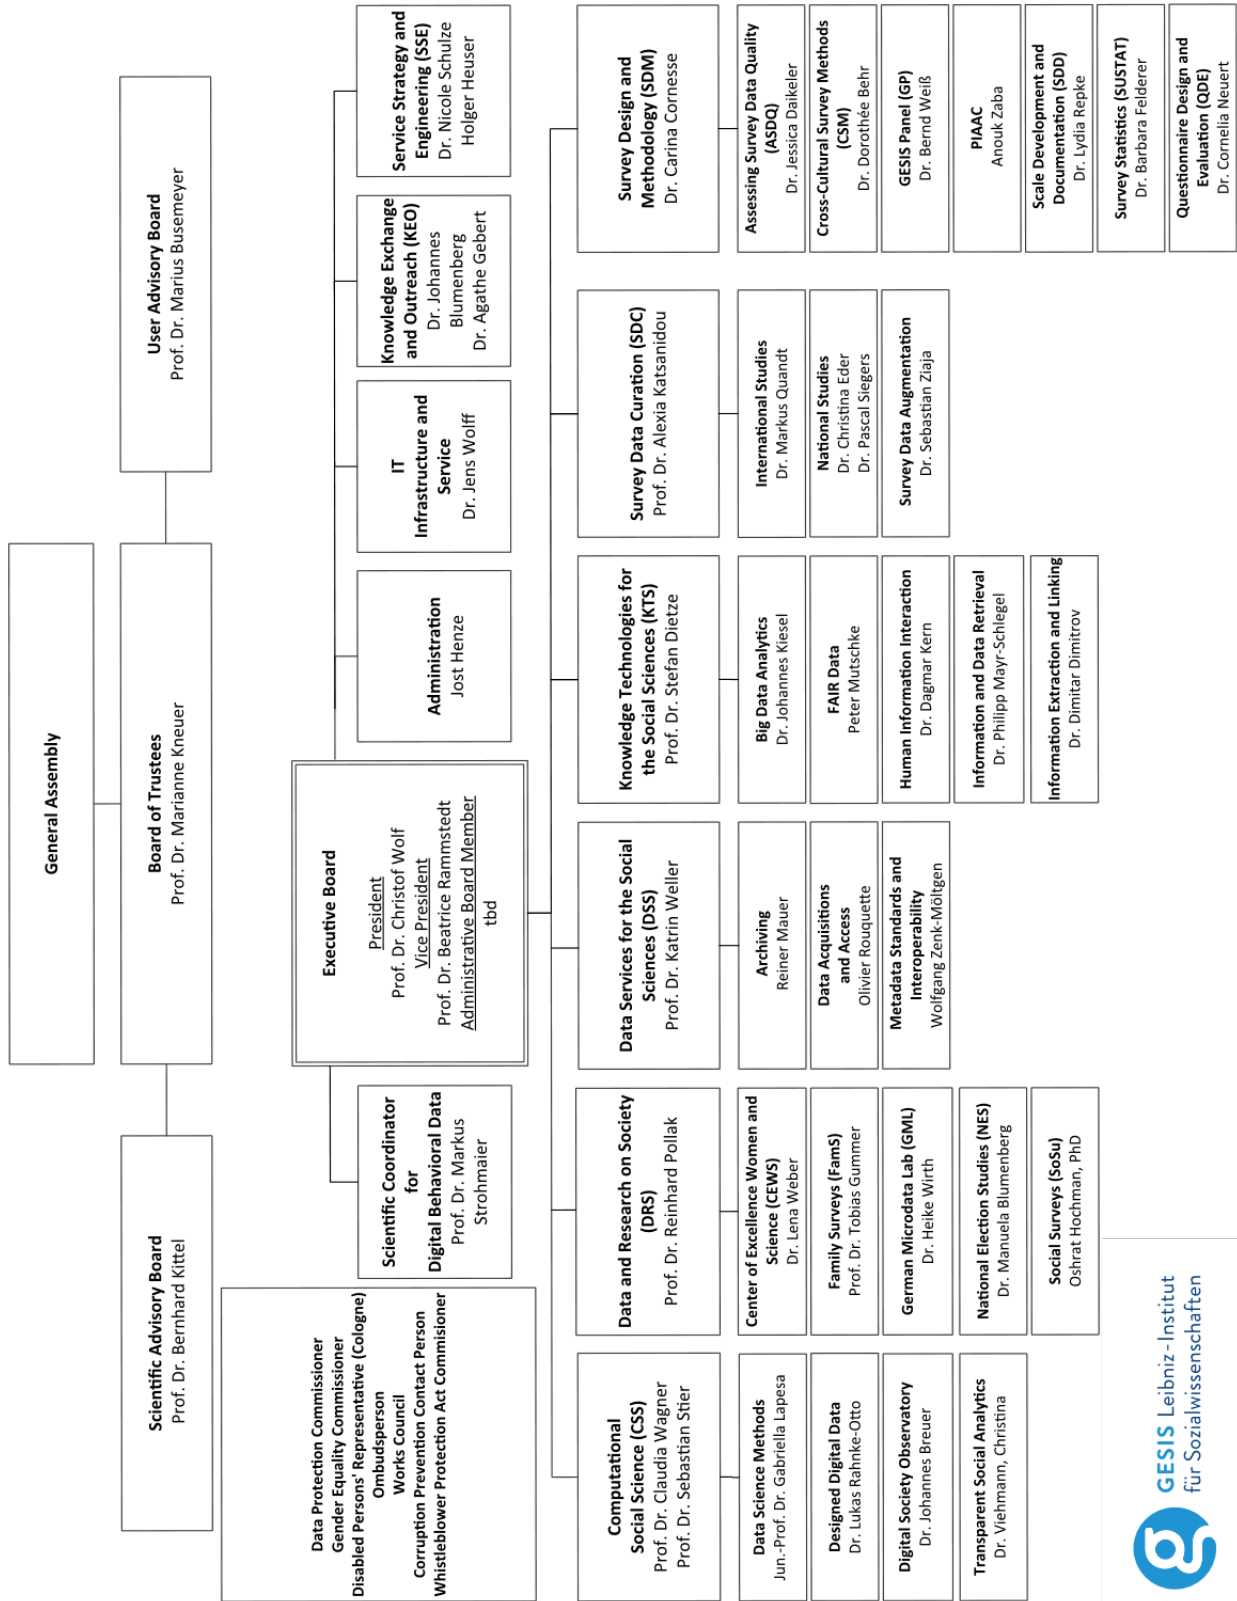 General Assembly
Scientific Advisory Board
Prof. Dr. Bernhard Kittel
Board of Trustees
Prof. Dr. Marianne Kneuer
User Advisory Board
Prof. Dr. Marius Busemeyer
Data Protection Commissioner
Gender Equality Commissioner
Disabled Persons' Representative (Cologne)
Ombudsperson
Works Council
Corruption Prevention Contact Person
Whistleblower Protection Act Commisioner
Executive Board
President
Prof. Dr. Christof Wolf
Vice President
Prof. Dr. Beatrice Rammstedt
Administrative Board Member
tbd
Scientific Coordinator
for
Digital Behavioral Data
Prof. Dr. Markus
Strohmaier
Administration
Jost Henze
IT
Infrastructure and
Service
Dr. Jens Wolff
Knowledge Exchange
and Outreach (KEO)
Dr. Johannes
Blumenberg
Dr. Agathe Gebert
Service Strategy and
Engineering (SSE)
Dr. Nicole Schulze
Holger Heuser
Computational
Social Science (CSS)
Prof. Dr. Claudia Wagner
Prof. Dr. Sebastian Stier
Data Science Methods
Jun.-Prof. Dr. Gabriella Lapesa
Designed Digital Data
Dr. Lukas Rahnke-Otto
Digital Society Observatory
Dr. Johannes Breuer
Transparent Social Analytics
Dr. Viehmann, Christina
Data and Research on Society
(DRS)
Prof. Dr. Reinhard Pollak
Center of Excellence Women and
Science (CEWS)
Dr. Lena Weber
Family Surveys (FamS)
Prof. Dr. Tobias Gummer
German Microdata Lab (GML)
Dr. Heike Wirth
National Election Studies (NES)
Dr. Manuela Blumenberg
Social Surveys (SoSu)
Oshrat Hochman, PhD
Data Services for the Social
Sciences (DSS)
Prof. Dr. Katrin Weller
Archiving
Reiner Mauer
Data Acquisitions
and Access
Olivier Rouquette
Metadata Standards and
Interoperability
Wolfgang Zenk-Möltgen
Knowledge Technologies for
the Social Sciences (KTS)
Prof. Dr. Stefan Dietze
Big Data Analytics
Dr. Johannes Kiesel
FAIR Data
Peter Mutschke
Human Information Interaction
Dr. Dagmar Kern
Information and Data Retrieval
Dr. Philipp Mayr-Schlegel
Information Extraction and Linking
Dr. Dimitar Dimitrov
Survey Data Curation (SDC)
Prof. Dr. Alexia Katsanidou
International Studies
Dr. Markus Quandt
National Studies
Dr. Christina Eder
Dr. Pascal Siegers
Survey Data Augmentation
Dr. Sebastian Ziaja
Survey Design and
Methodology (SDM)
Dr. Carina Cornesse
Assessing Survey Data Quality
(ASDQ)
Dr. Jessica Daikeler
Cross-Cultural Survey Methods
(CSM)
Dr. Dorothée Behr
GESIS Panel (GP)
Dr. Bernd Weiß
PIAAC
Anouk Zaba
Scale Development and
Documentation (SDD)
Dr. Lydia Repke
Survey Statistics (SUSTAT)
Dr. Barbara Felderer
Questionnaire Design and
Evaluation (QDE)
Dr. Cornelia Neuert
gs
GESIS Leibniz-Institut
für Sozialwissenschaften